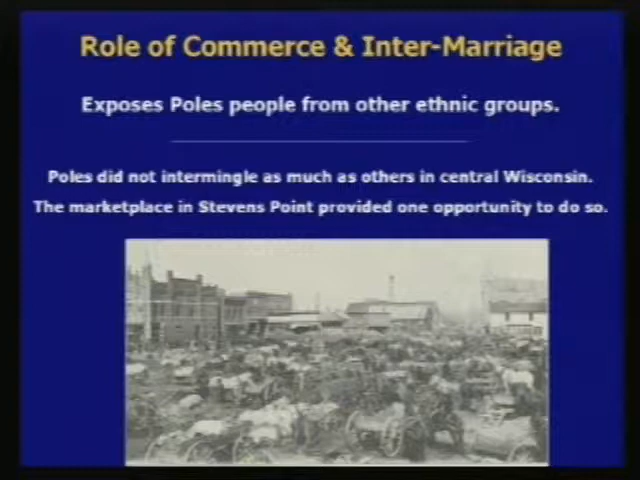 Role of Commerce & Inter-Marriage
Exposes Poles people from other ethnic groups.
Poles did not intermingle as much as others in central Wisconsin.
The marketplace in Stevens Point provided one opportunity to do so.